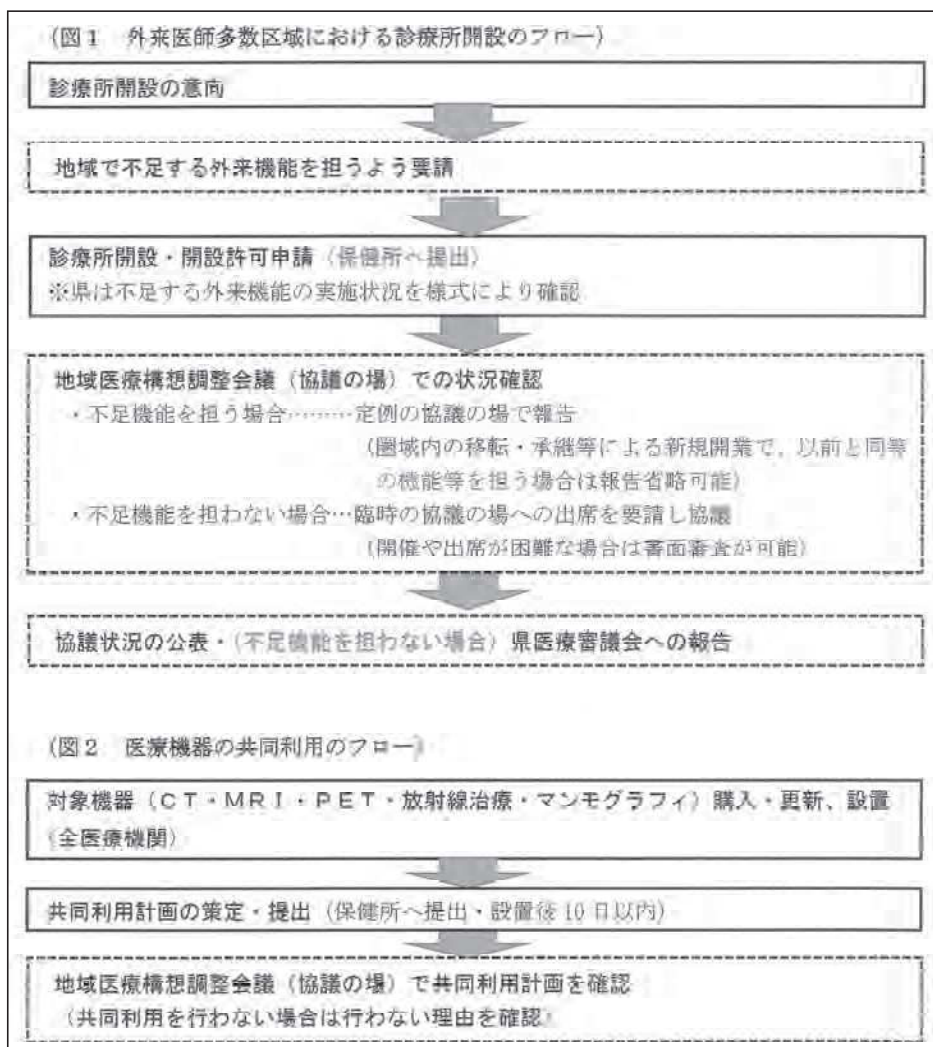 (図1 外来医師多数区域における診療所開設のフロー)
診療所開設の意向
地域で不足する外来機能を担うよう要請
診療所開設・開設許可申請(保健所へ提出)
※県は不足する外来機能の実施状況を様式により確認
地域医療構想調整会議(協議の場)での状況確認
・不足機能を担う場合………定例の協議の場で報告
(圏域内の移転・承継等による新規開業で、以前と同等
の機能等を担う場合は報告省略可能)
・不足機能を担わない場合…臨時の協議の場への出席を要請し協議
(開催や出席が困難な場合は書面審査が可能)
協議状況の公表・(不足機能を担わない場合)県医療審議会への報告
(図2 医療機器の共同利用のフロー)
対象機器(CT・MRI・PET・放射線治療・マンモグラフィ)購入・更新、設置
(全医療機関)
共同利用計画の策定・提出(保健所へ提出・設置後10日以内)
地域医療構想調整会議(協議の場)で共同利用計画を確認
(共同利用を行わない場合は行わない理由を確認)